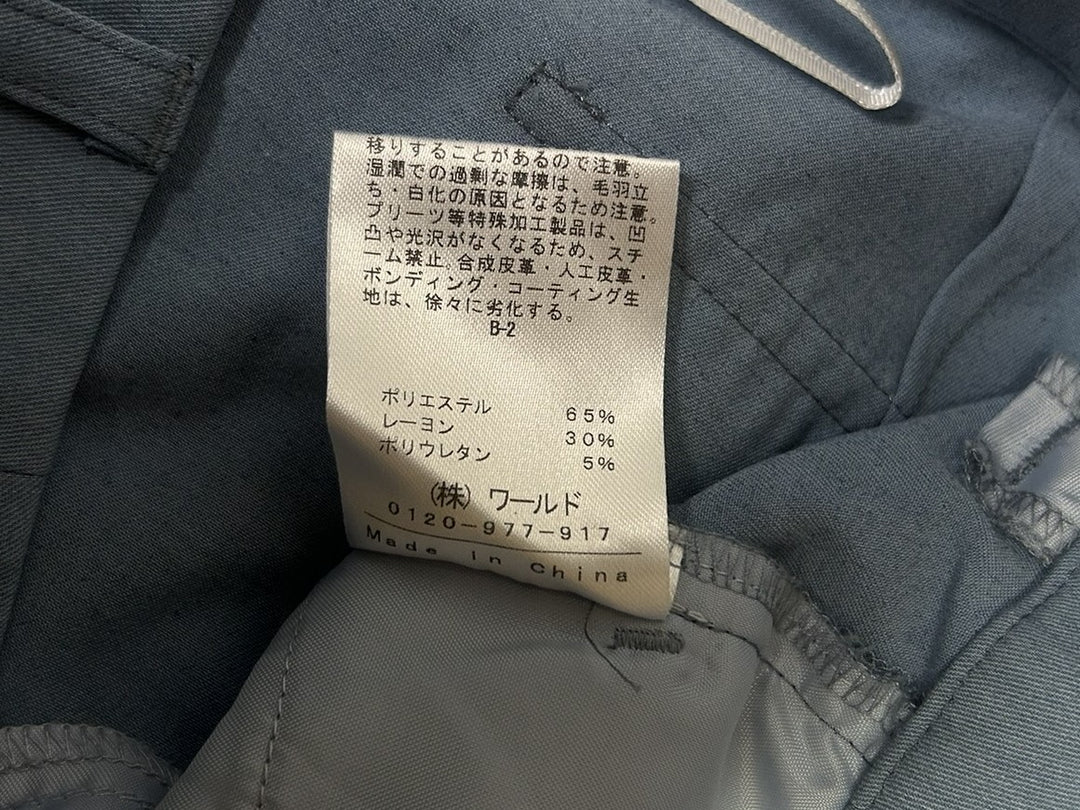 移りすることがあるので注意。
湿潤での過剰な摩擦は、毛羽立
ち・白化の原因となるため注意。
プリーツ等特殊加工製品は、凹
凸や光沢がなくなるため、スチ
ーム禁止.合成皮革・人工皮革・
ボンディング・コーティング生
地は、徐々に劣化する。
B-2
ポリエステル 65%
レーヨン 30%
ポリウレタン 5%
(株)ワールド
0120-977-917
Made in China